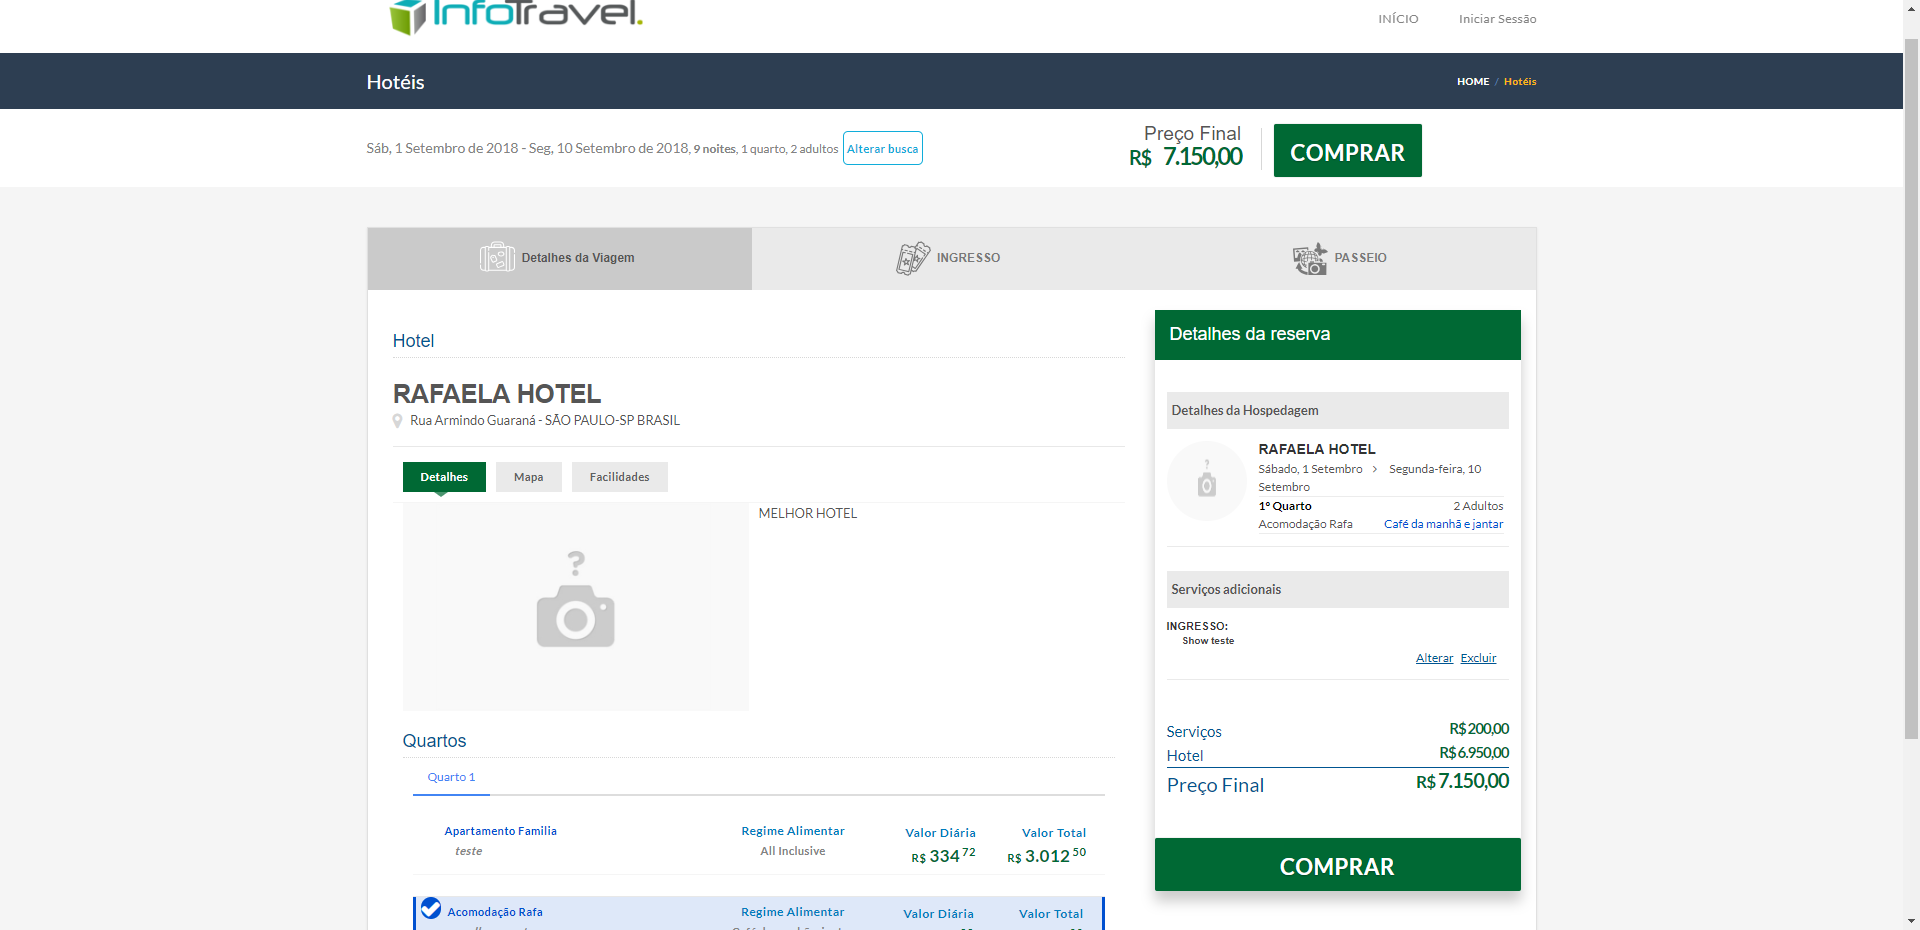 InfoTravel.
INÍCIO
Iniciar Sessão
Hotéis
HOME / Hotéis
Sáb, 1 Setembro de 2018 - Seg, 10 Setembro de 2018, 9 noites, 1 quarto, 2 adultos
Alterar busca
Preço Final
R$ 7.150,00
COMPRAR
Detalhes da Viagem
INGRESSO
PASSEIO
Hotel
RAFAELA HOTEL
Rua Armindo Guaraná - SÃO PAULO-SP BRASIL
Detalhes
Mapa
Facilidades
MELHOR HOTEL
Quartos
Quarto 1
Apartamento Familia
teste
Regime Alimentar
All Inclusive
Valor Diária
R$ 334 72
Valor Total
R$ 3.012 50
Acomodação Rafa
Regime Alimentar
Valor Diária
Valor Total
Detalhes da reserva
Detalhes da Hospedagem
RAFAELA HOTEL
Sábado, 1 Setembro > Segunda-feira, 10
Setembro
1º Quarto 2 Adultos
Acomodação Rafa Café da manhã e jantar
Serviços adicionais
INGRESSO:
Show teste
Alterar Excluir
Serviços R$200,00
Hotel R$6.950,00
Preço Final R$7.150,00
COMPRAR